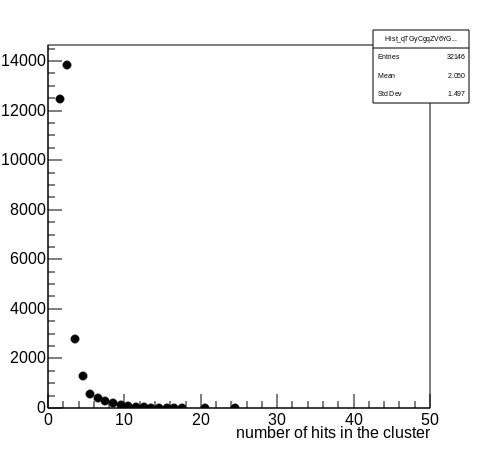 Hist_qTGyCgqZV6YG...
Entries 32146
Mean 2.050
Std Dev 1.497
14000
12000
10000
8000
6000
4000
2000
0
0 10 20 30 40 50
number of hits in the cluster